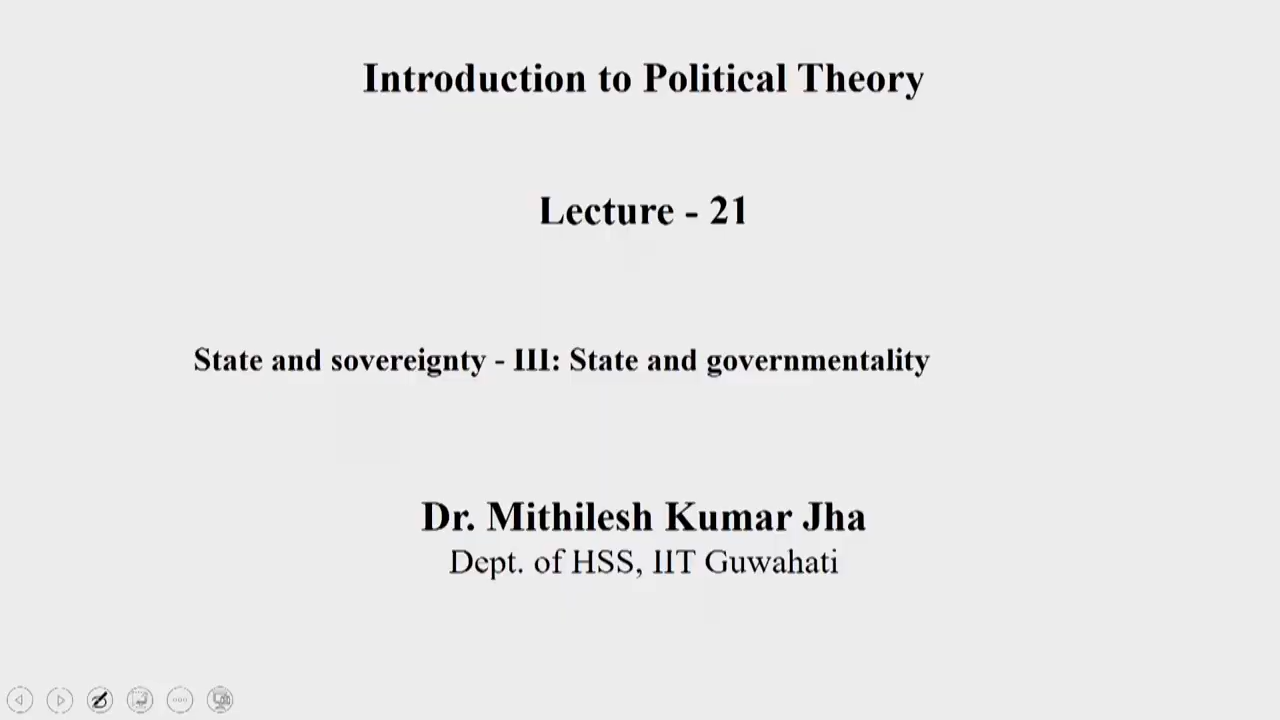 Introduction to Political Theory
Lecture - 21
State and sovereignty - III: State and governmentality
Dr. Mithilesh Kumar Jha
Dept. of HSS, IIT Guwahati